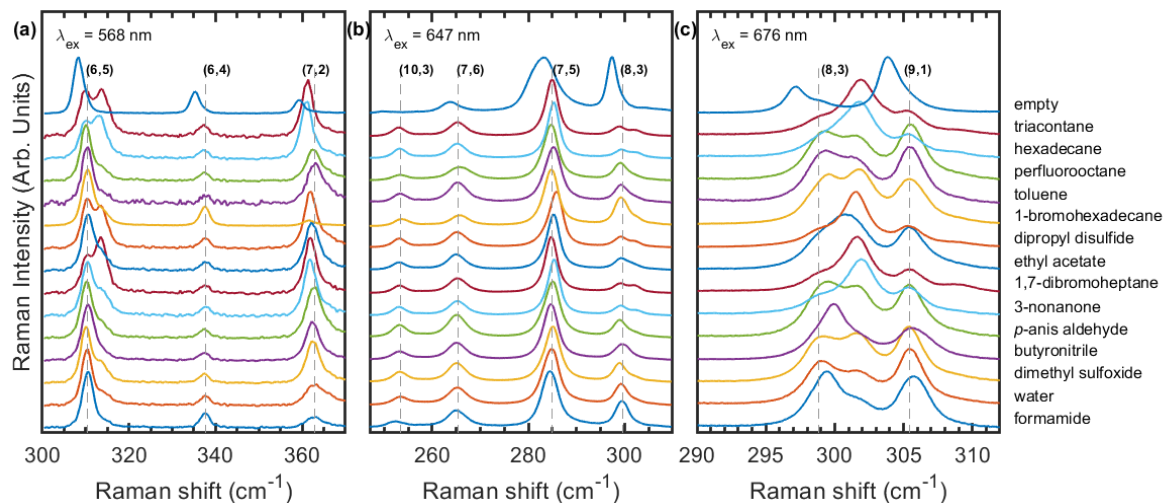 (a)
λex = 568 nm
(6,5)
(6,4)
(7,2)
(b)
λex = 647 nm
(10,3)
(7,6)
(7,5)
(8,3)
(c)
λex = 676 nm
(8,3)
(9,1)
empty
triacontane
hexadecane
perfluorooctane
toluene
1-bromohexadecane
dipropyl disulfide
ethyl acetate
1,7-dibromoheptane
3-nonanone
p-anis aldehyde
butyronitrile
dimethyl sulfoxide
water
formamide
Raman Intensity (Arb. Units)
300 320 340 360
260 280 300
290 295 300 305 310
Raman shift (cm-1)
Raman shift (cm-1)
Raman shift (cm-1)